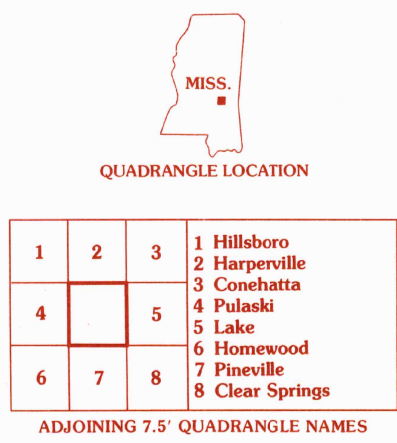 MISS.
QUADRANGLE LOCATION
1 2 3
4 5
6 7 8
1 Hillsboro
2 Harperville
3 Conehatta
4 Pulaski
5 Lake
6 Homewood
7 Pineville
8 Clear Springs
ADJOINING 7.5' QUADRANGLE NAMES